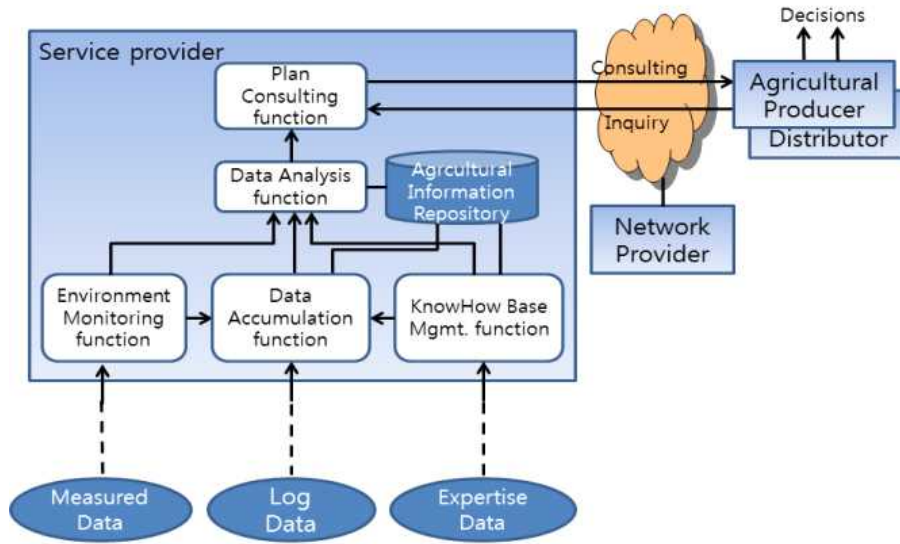 Decisions
Service provider
Plan
Consulting
function
Consulting
Agricultural
Producer
Inquiry
Distributor
Data Analysis
function
Agrcultural
Information
Repository
Network
Provider
Environment
Monitoring
function
Data
Accumulation
function
KnowHow Base
Mgmt. function
Measured
Data
Log
Data
Expertise
Data